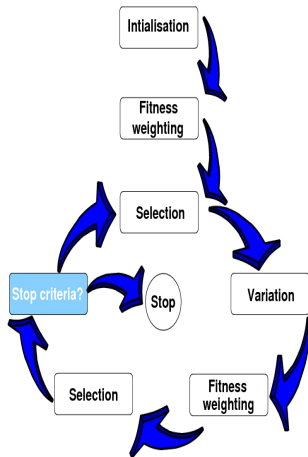 Intialisation
Fitness
weighting
Selection
Stop criteria?
Stop
Variation
Fitness
weighting
Selection